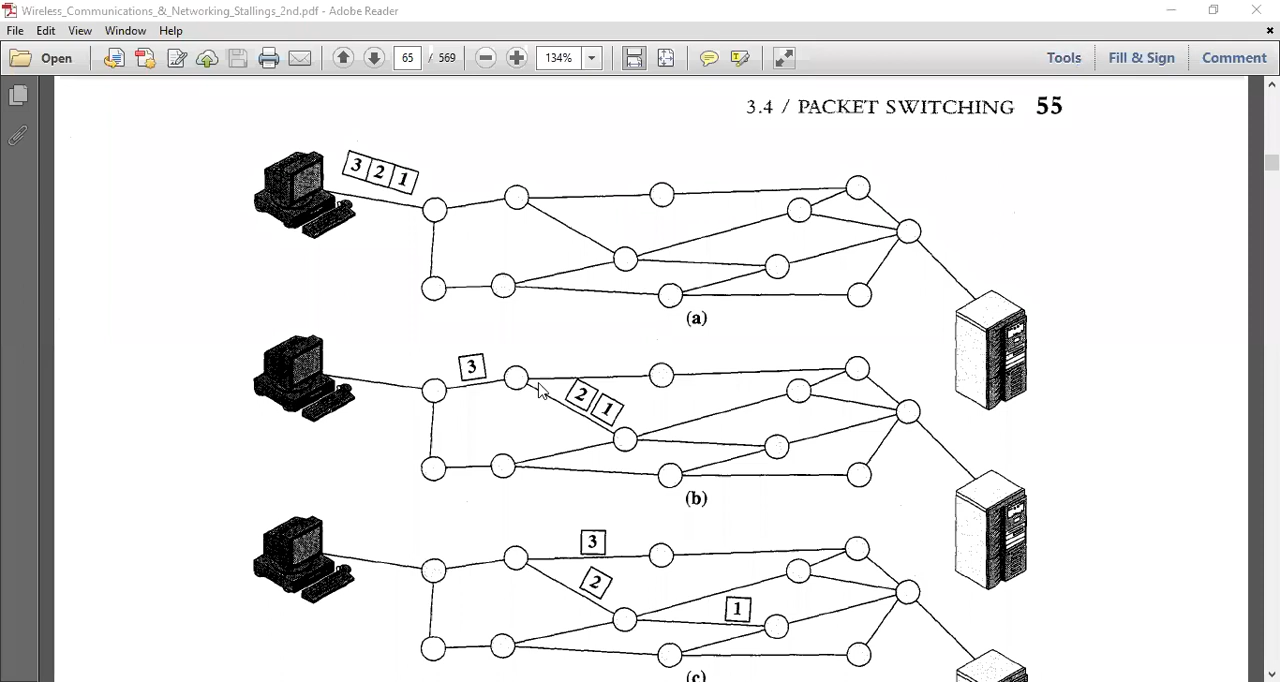 Wireless_Communications_&_Networking_Stallings_2nd.pdf - Adobe Reader
File Edit View Window Help
Open 65 / 569 134% Tools Fill & Sign Comment
3.4 / PACKET SWITCHING 55
3 2 1
(a)
3
2 1
(b)
3
2
1
(c)